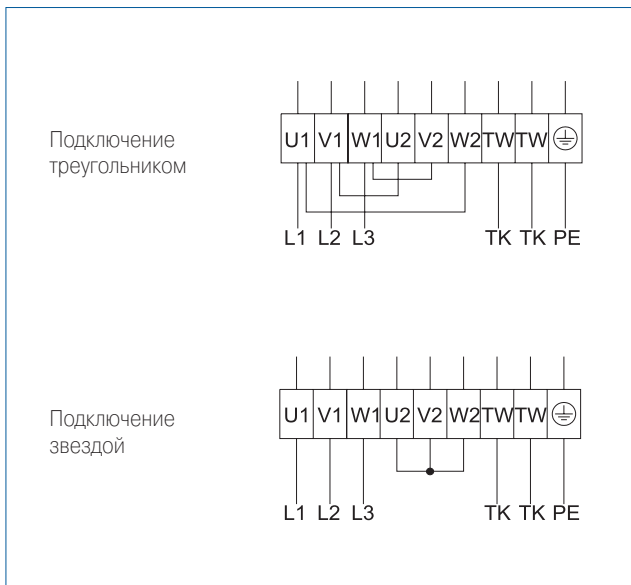 Подключение
треугольником
U1 V1 W1 U2 V2 W2 TW TW
L1 L2 L3 TK TK PE
Подключение
звездой
U1 V1 W1 U2 V2 W2 TW TW
L1 L2 L3 TK TK PE